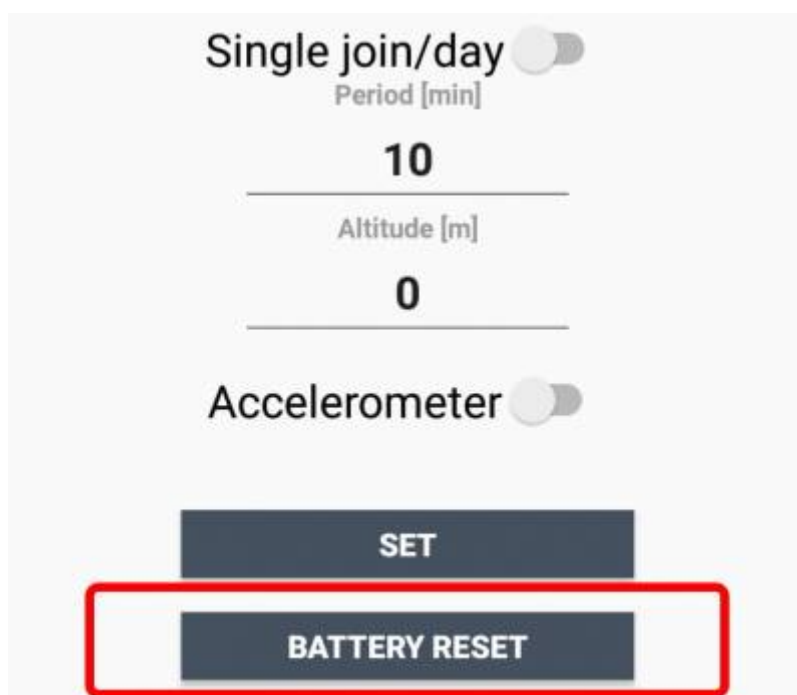 Single join/day
Period [min]
10
Altitude [m]
0
Accelerometer
SET
BATTERY RESET